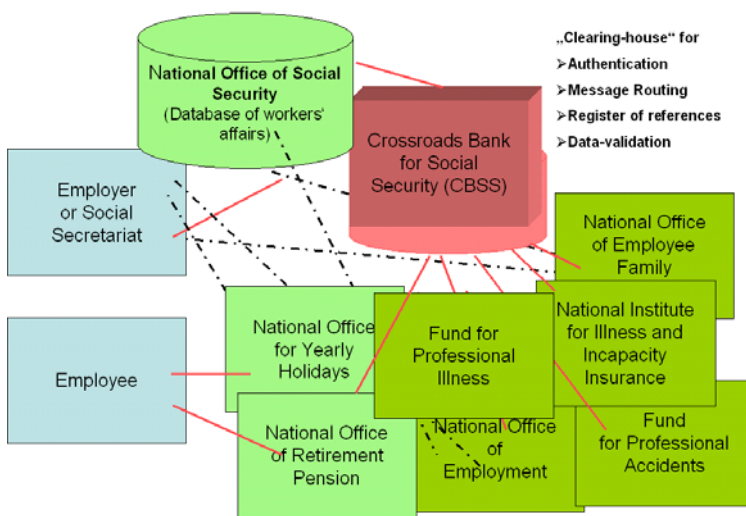 National Office of Social
Security
(Database of workers‘
affairs)
„Clearing-house“ for
➢Authentication
➢Message Routing
➢Register of references
➢Data-validation
Crossroads Bank
for Social
Security (CBSS)
Employer
or Social
Secretariat
National Office
of Employee
Family
National Office
for Yearly
Holidays
Fund for
Professional
Illness
National Institute
for Illness and
Incapacity
Insurance
Employee
National Office
of Retirement
Pension
National Office
of
Employment
Fund
for Professional
Accidents